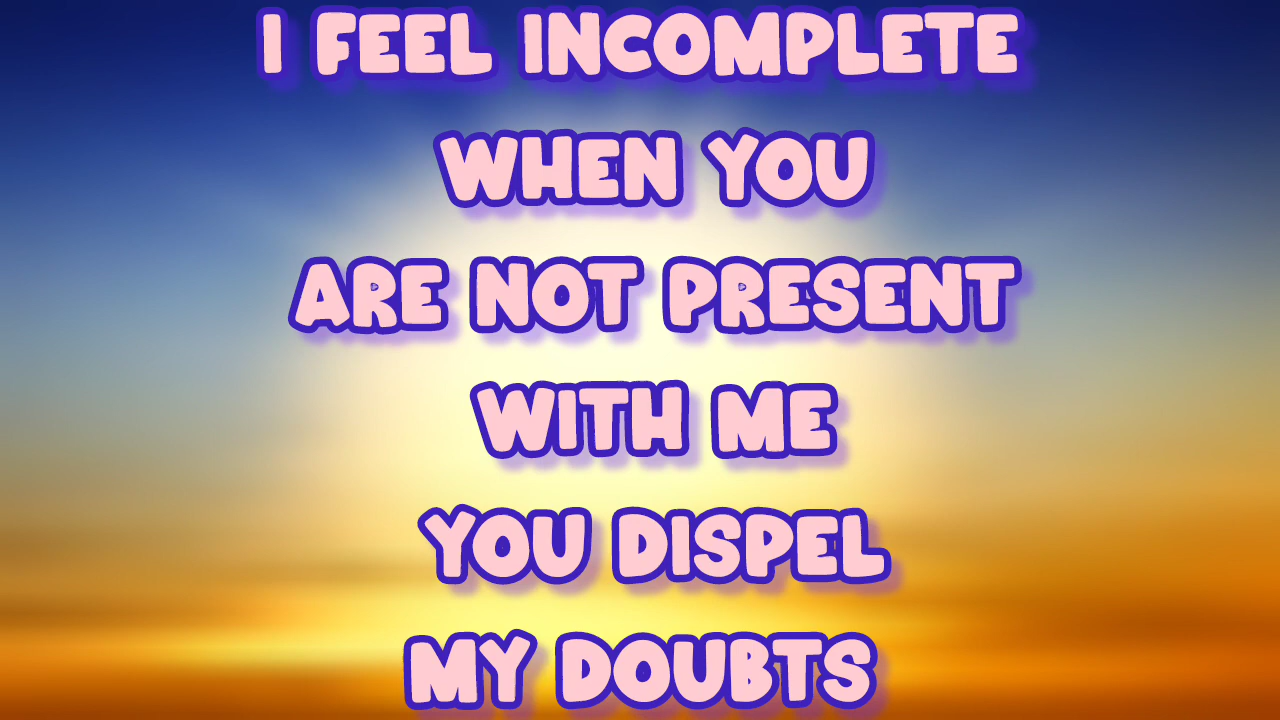 I FEEL INCOMPLETE
WHEN YOU
ARE NOT PRESENT
WITH ME
YOU DISPEL
MY DOUBTS